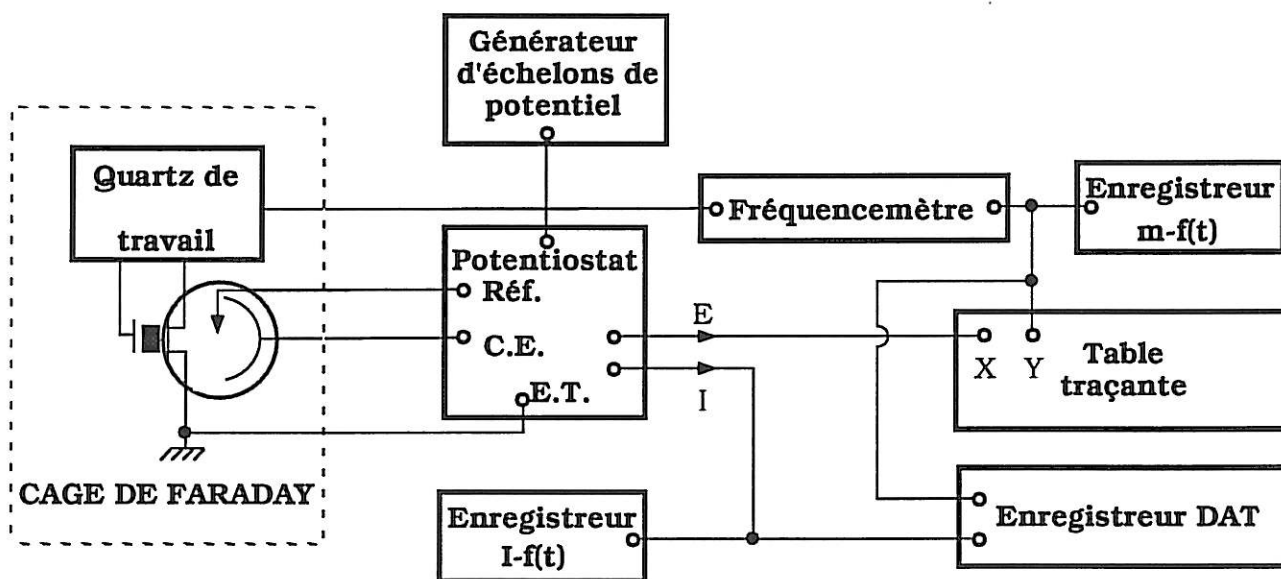 Générateur
d'échelons de
potentiel
Quartz de
travail
Fréquencemètre
Enregistreur
m-f(t)
Potentiostat
Réf.
C.E.
E.T.
E
I
X
Y
Table
traçante
CAGE DE FARADAY
Enregistreur
I-f(t)
Enregistreur DAT